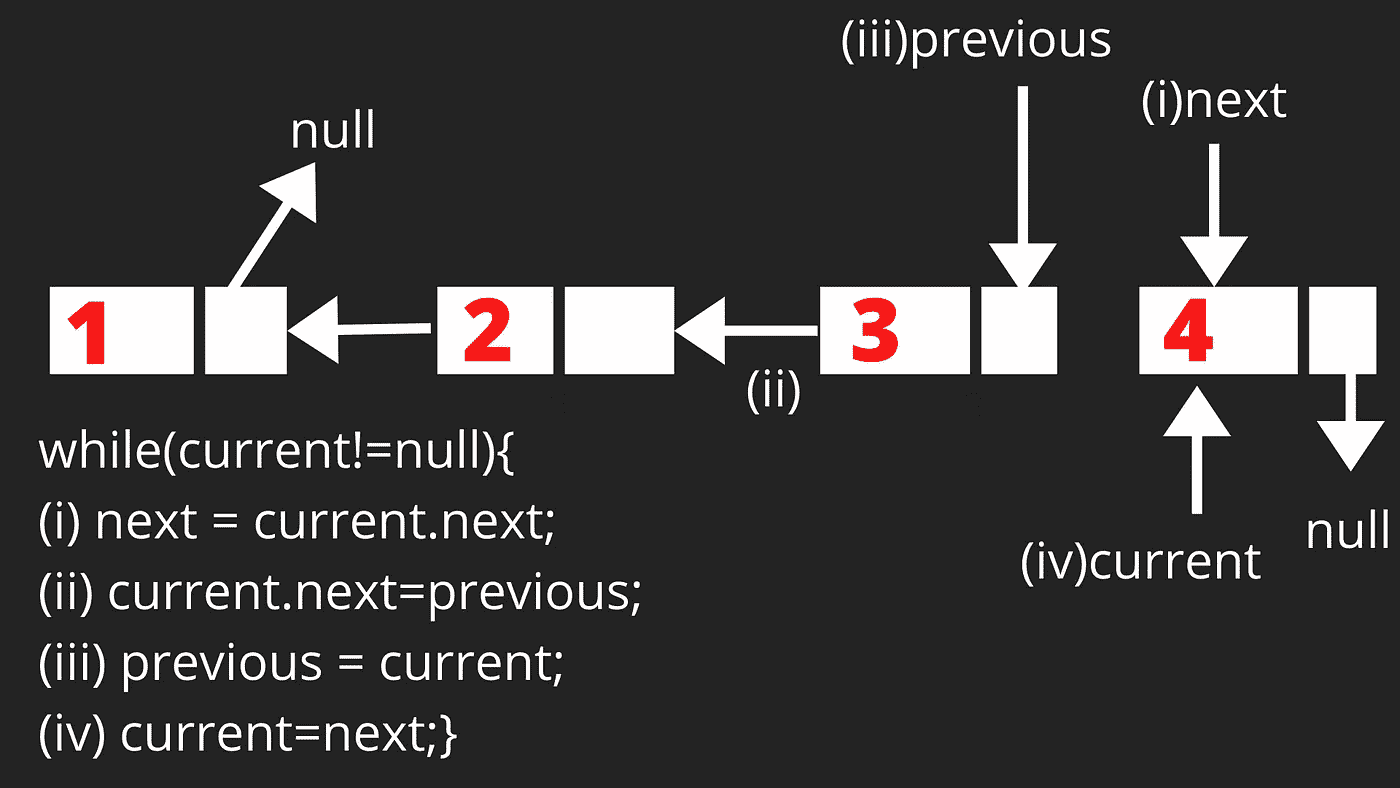 (iii)previous
(i)next
null
1
2
3
4
(ii)
while(current!=null){
(i) next = current.next;
(ii) current.next=previous;
(iii) previous = current;
(iv) current=next;}
(iv)current
null